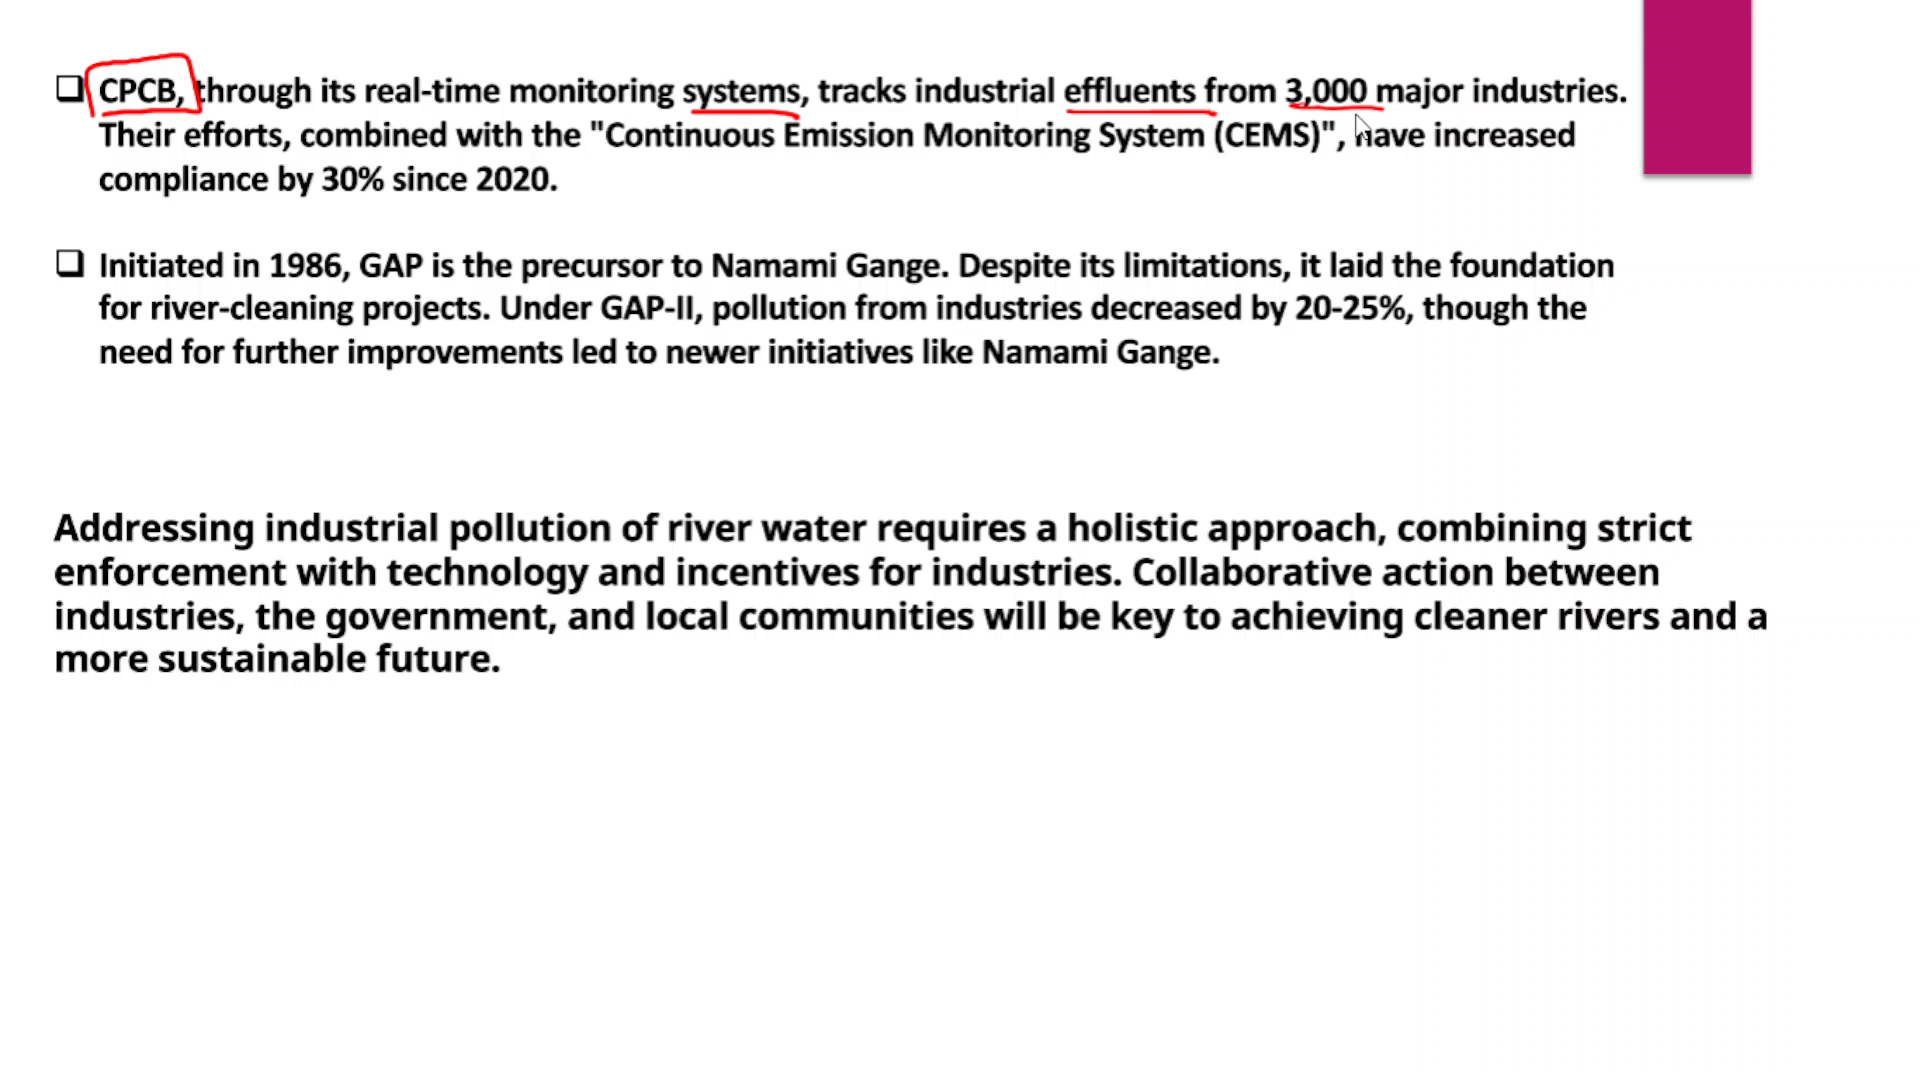 CPCB, through its real-time monitoring systems, tracks industrial effluents from 3,000 major industries.
Their efforts, combined with the "Continuous Emission Monitoring System (CEMS)", have increased
compliance by 30% since 2020.
Initiated in 1986, GAP is the precursor to Namami Gange. Despite its limitations, it laid the foundation
for river-cleaning projects. Under GAP-II, pollution from industries decreased by 20-25%, though the
need for further improvements led to newer initiatives like Namami Gange.
Addressing industrial pollution of river water requires a holistic approach, combining strict
enforcement with technology and incentives for industries. Collaborative action between
industries, the government, and local communities will be key to achieving cleaner rivers and a
more sustainable future.